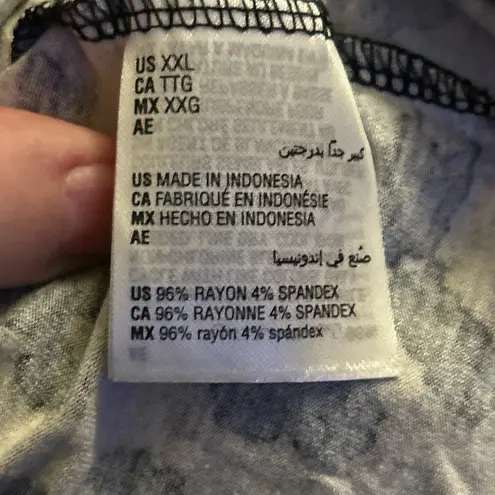 US XXL
CA TTG
MX XXG
AE
كبير جدًا بدرجتين
US MADE IN INDONESIA
CA FABRIQUÉ EN INDONÉSIE
MX HECHO EN INDONESIA
AE
صُنع في إندونيسيا
US 96% RAYON 4% SPANDEX
CA 96% RAYONNE 4% SPANDEX
MX 96% rayón 4% spándex